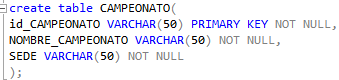 create table CAMPEONATO(
id_CAMPEONATO VARCHAR(50) PRIMARY KEY NOT NULL,
NOMBRE_CAMPEONATO VARCHAR(50) NOT NULL,
SEDE VARCHAR(50) NOT NULL
);